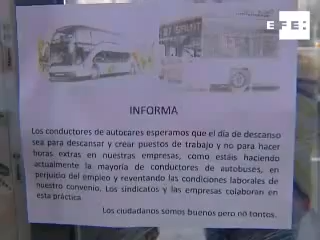 EFE:
INFORMA
Los conductores de autocares esperamos que el día de descanso
sea para descansar y crear puestos de trabajo y no para hacer
horas extras en nuestras empresas, como estáis haciendo
actualmente la mayoría de conductores de autobuses, en
perjuicio del empleo y reventando las condiciones laborales de
nuestro convenio. Los sindicatos y las empresas colaboran en
esta práctica.
Los ciudadanos somos buenos pero no tontos.